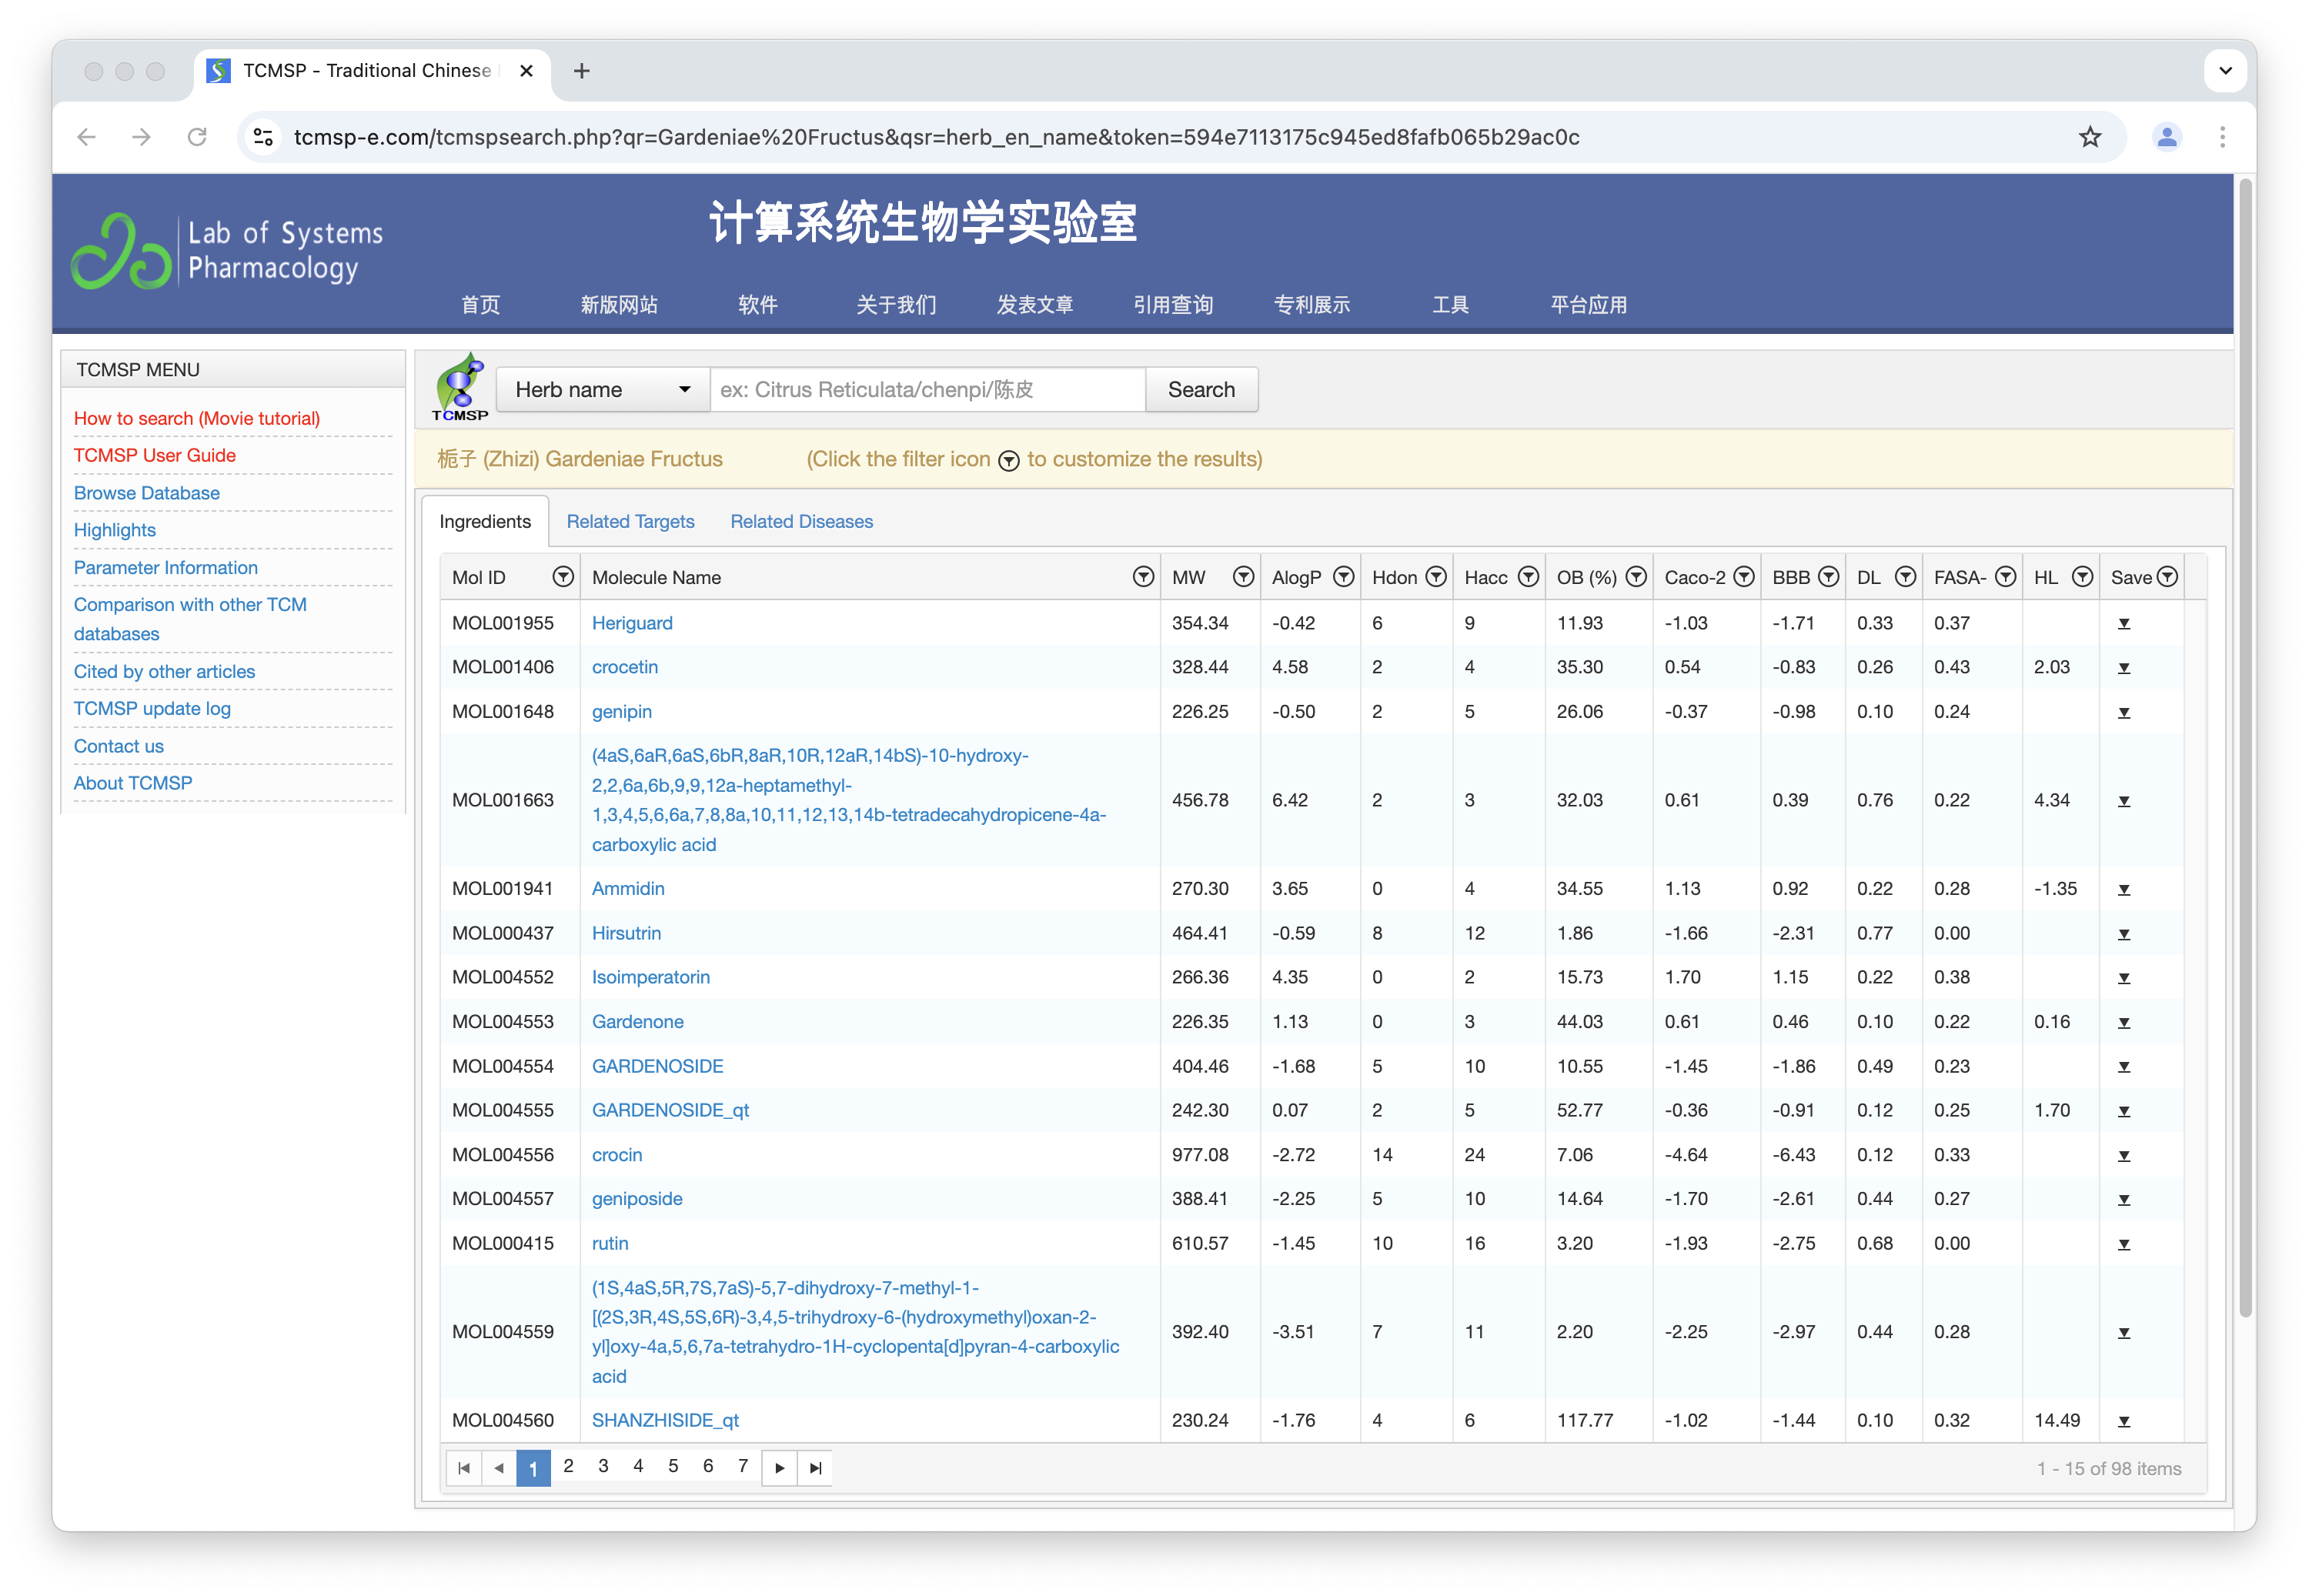 TCMSP - Traditional Chinese
tcmsp-e.com/tcmspsearch.php?qr=Gardeniae%20Fructus&qsr=herb_en_name&token=594e7113175c945ed8fafb065b29ac0c
Lab of Systems
Pharmacology
计算系统生物学实验室
首页 新版网站 软件 关于我们 发表文章 引用查询 专利展示 工具 平台应用
TCMSP MENU
How to search (Movie tutorial)
TCMSP User Guide
Browse Database
Highlights
Parameter Information
Comparison with other TCM
databases
Cited by other articles
TCMSP update log
Contact us
About TCMSP
TCMSP
Herb name ex: Citrus Reticulata/chenpi/陈皮 Search
栀子 (Zhizi) Gardeniae Fructus (Click the filter icon to customize the results)
Ingredients Related Targets Related Diseases
Mol ID Molecule Name MW AlogP Hdon Hacc OB (%) Caco-2 BBB DL FASA- HL Save
MOL001955 Heriguard 354.34 -0.42 6 9 11.93 -1.03 -1.71 0.33 0.37
MOL001406 crocetin 328.44 4.58 2 4 35.30 0.54 -0.83 0.26 0.43 2.03
MOL001648 genipin 226.25 -0.50 2 5 26.06 -0.37 -0.98 0.10 0.24
(4aS,6aR,6aS,6bR,8aR,10R,12aR,14bS)-10-hydroxy-
2,2,6a,6b,9,9,12a-heptamethyl-
MOL001663 456.78 6.42 2 3 32.03 0.61 0.39 0.76 0.22 4.34
1,3,4,5,6,6a,7,8,8a,10,11,12,13,14b-tetradecahydropicene-4a-
carboxylic acid
MOL001941 Ammidin 270.30 3.65 0 4 34.55 1.13 0.92 0.22 0.28 -1.35
MOL000437 Hirsutrin 464.41 -0.59 8 12 1.86 -1.66 -2.31 0.77 0.00
MOL004552 Isoimperatorin 266.36 4.35 0 2 15.73 1.70 1.15 0.22 0.38
MOL004553 Gardenone 226.35 1.13 0 3 44.03 0.61 0.46 0.10 0.22 0.16
MOL004554 GARDENOSIDE 404.46 -1.68 5 10 10.55 -1.45 -1.86 0.49 0.23
MOL004555 GARDENOSIDE_qt 242.30 0.07 2 5 52.77 -0.36 -0.91 0.12 0.25 1.70
MOL004556 crocin 977.08 -2.72 14 24 7.06 -4.64 -6.43 0.12 0.33
MOL004557 geniposide 388.41 -2.25 5 10 14.64 -1.70 -2.61 0.44 0.27
MOL000415 rutin 610.57 -1.45 10 16 3.20 -1.93 -2.75 0.68 0.00
(1S,4aS,5R,7S,7aS)-5,7-dihydroxy-7-methyl-1-
[(2S,3R,4S,5S,6R)-3,4,5-trihydroxy-6-(hydroxymethyl)oxan-2-
MOL004559 392.40 -3.51 7 11 2.20 -2.25 -2.97 0.44 0.28
yl]oxy-4a,5,6,7a-tetrahydro-1H-cyclopenta[d]pyran-4-carboxylic
acid
MOL004560 SHANZHISIDE_qt 230.24 -1.76 4 6 117.77 -1.02 -1.44 0.10 0.32 14.49
1 2 3 4 5 6 7 1 - 15 of 98 items